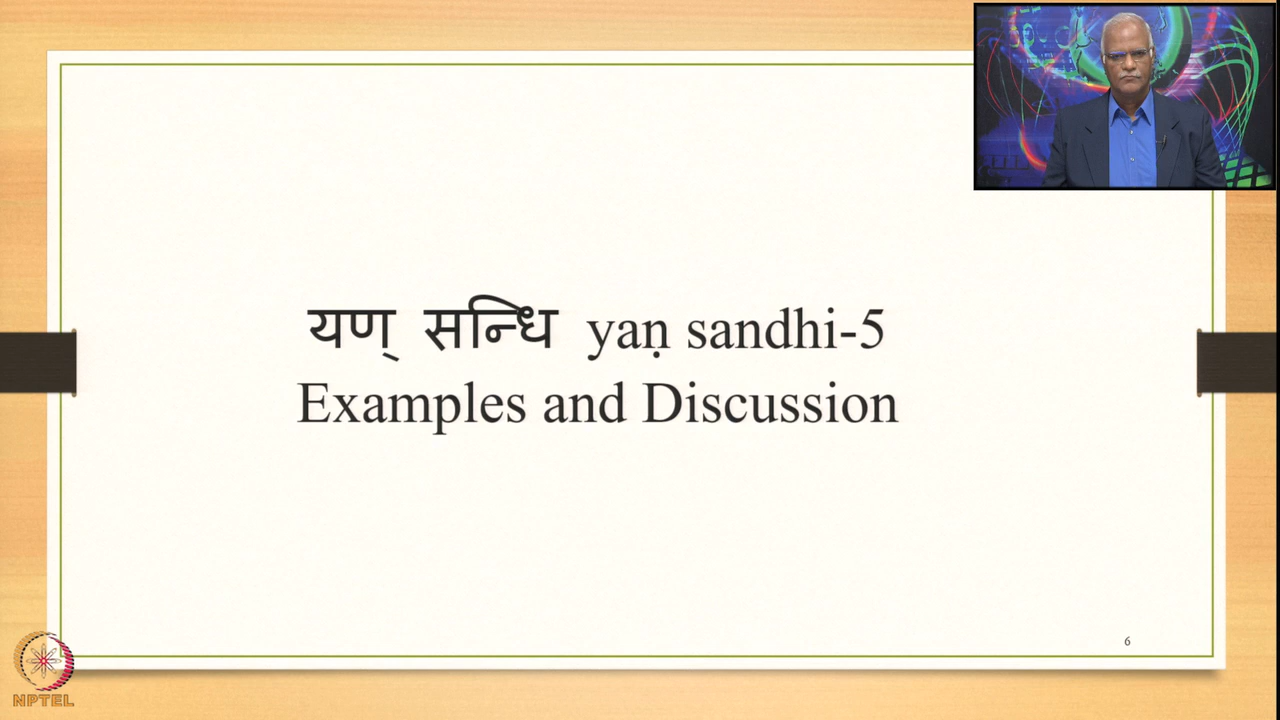 यण् सन्धि yaṇ sandhi-5
Examples and Discussion
6
NPTEL